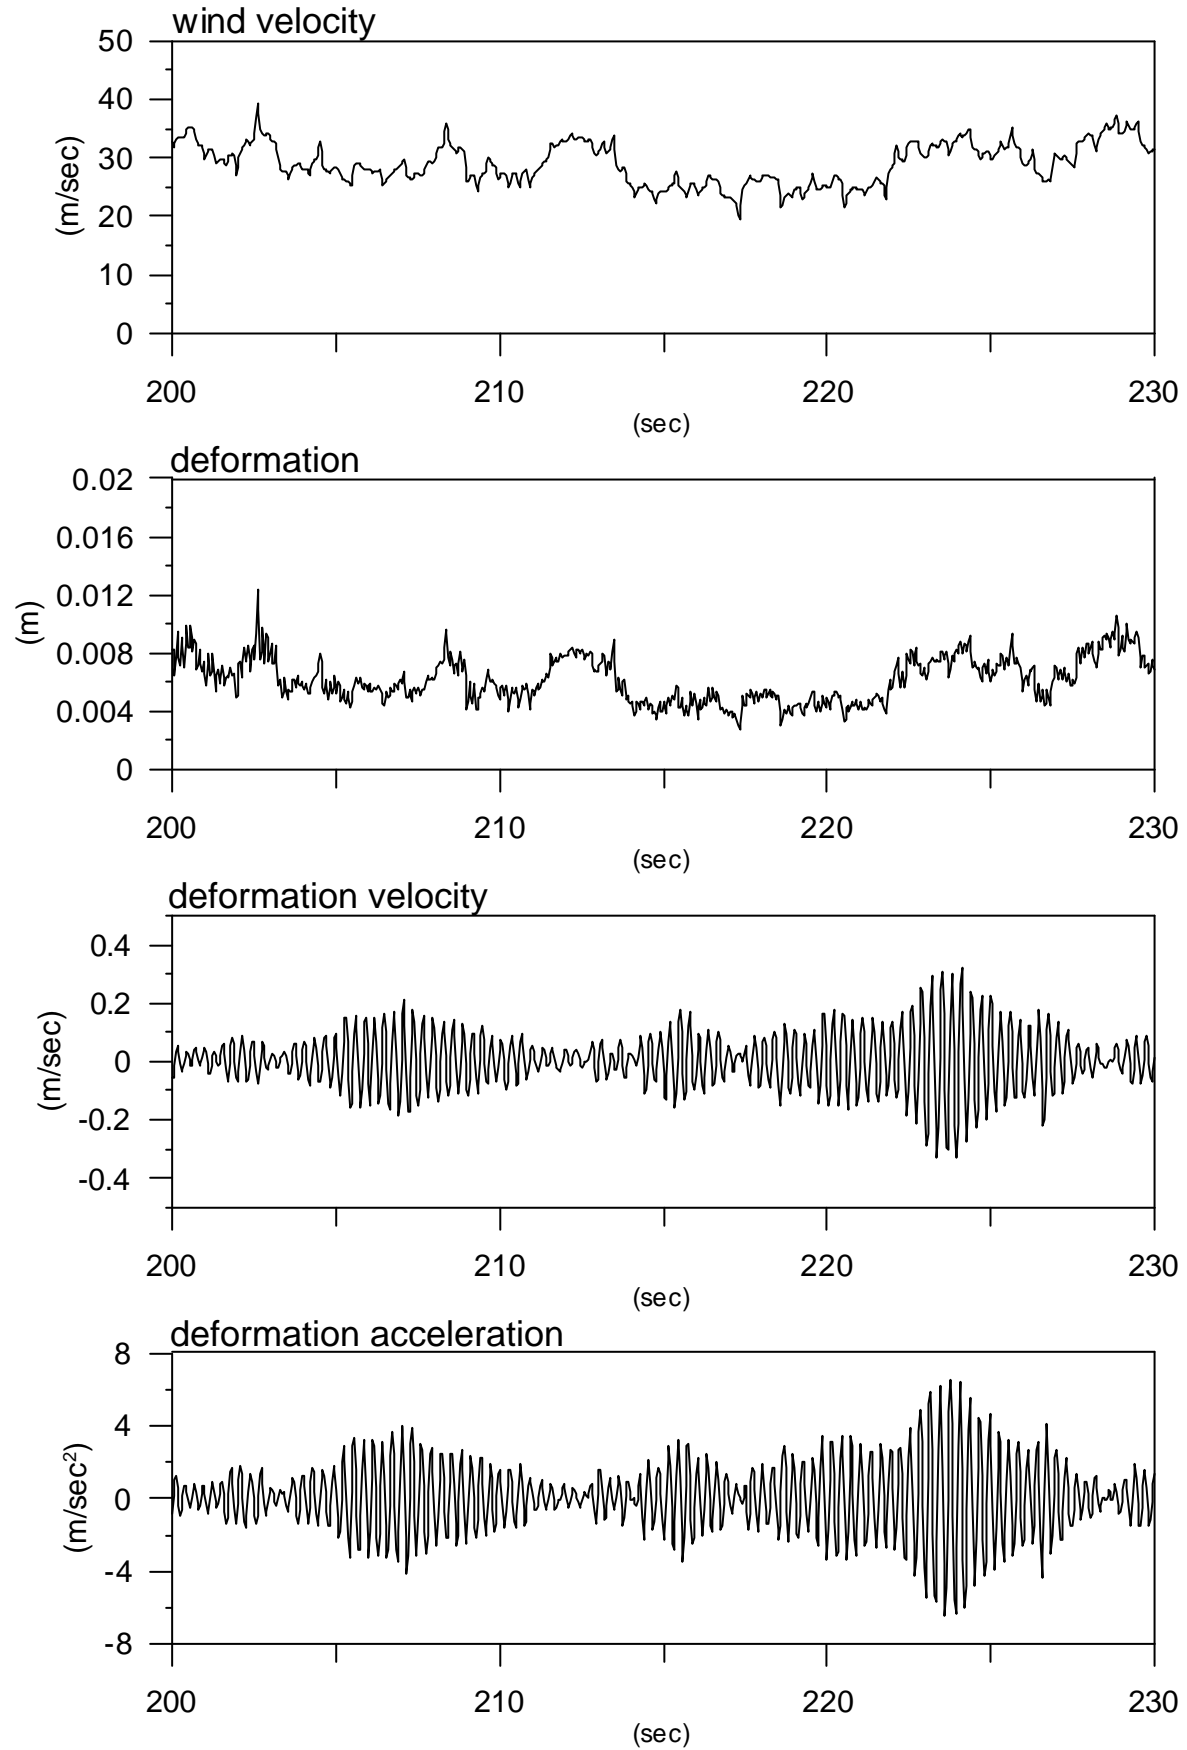 wind velocity
50
40
30
20
10
0
(m/sec)
200 210 220 230
(sec)
deformation
0.02
0.016
0.012
0.008
0.004
0
(m)
200 210 220 230
(sec)
deformation velocity
0.4
0.2
0
-0.2
-0.4
(m/sec)
200 210 220 230
(sec)
deformation acceleration
8
4
0
-4
-8
(m/sec²)
200 210 220 230
(sec)